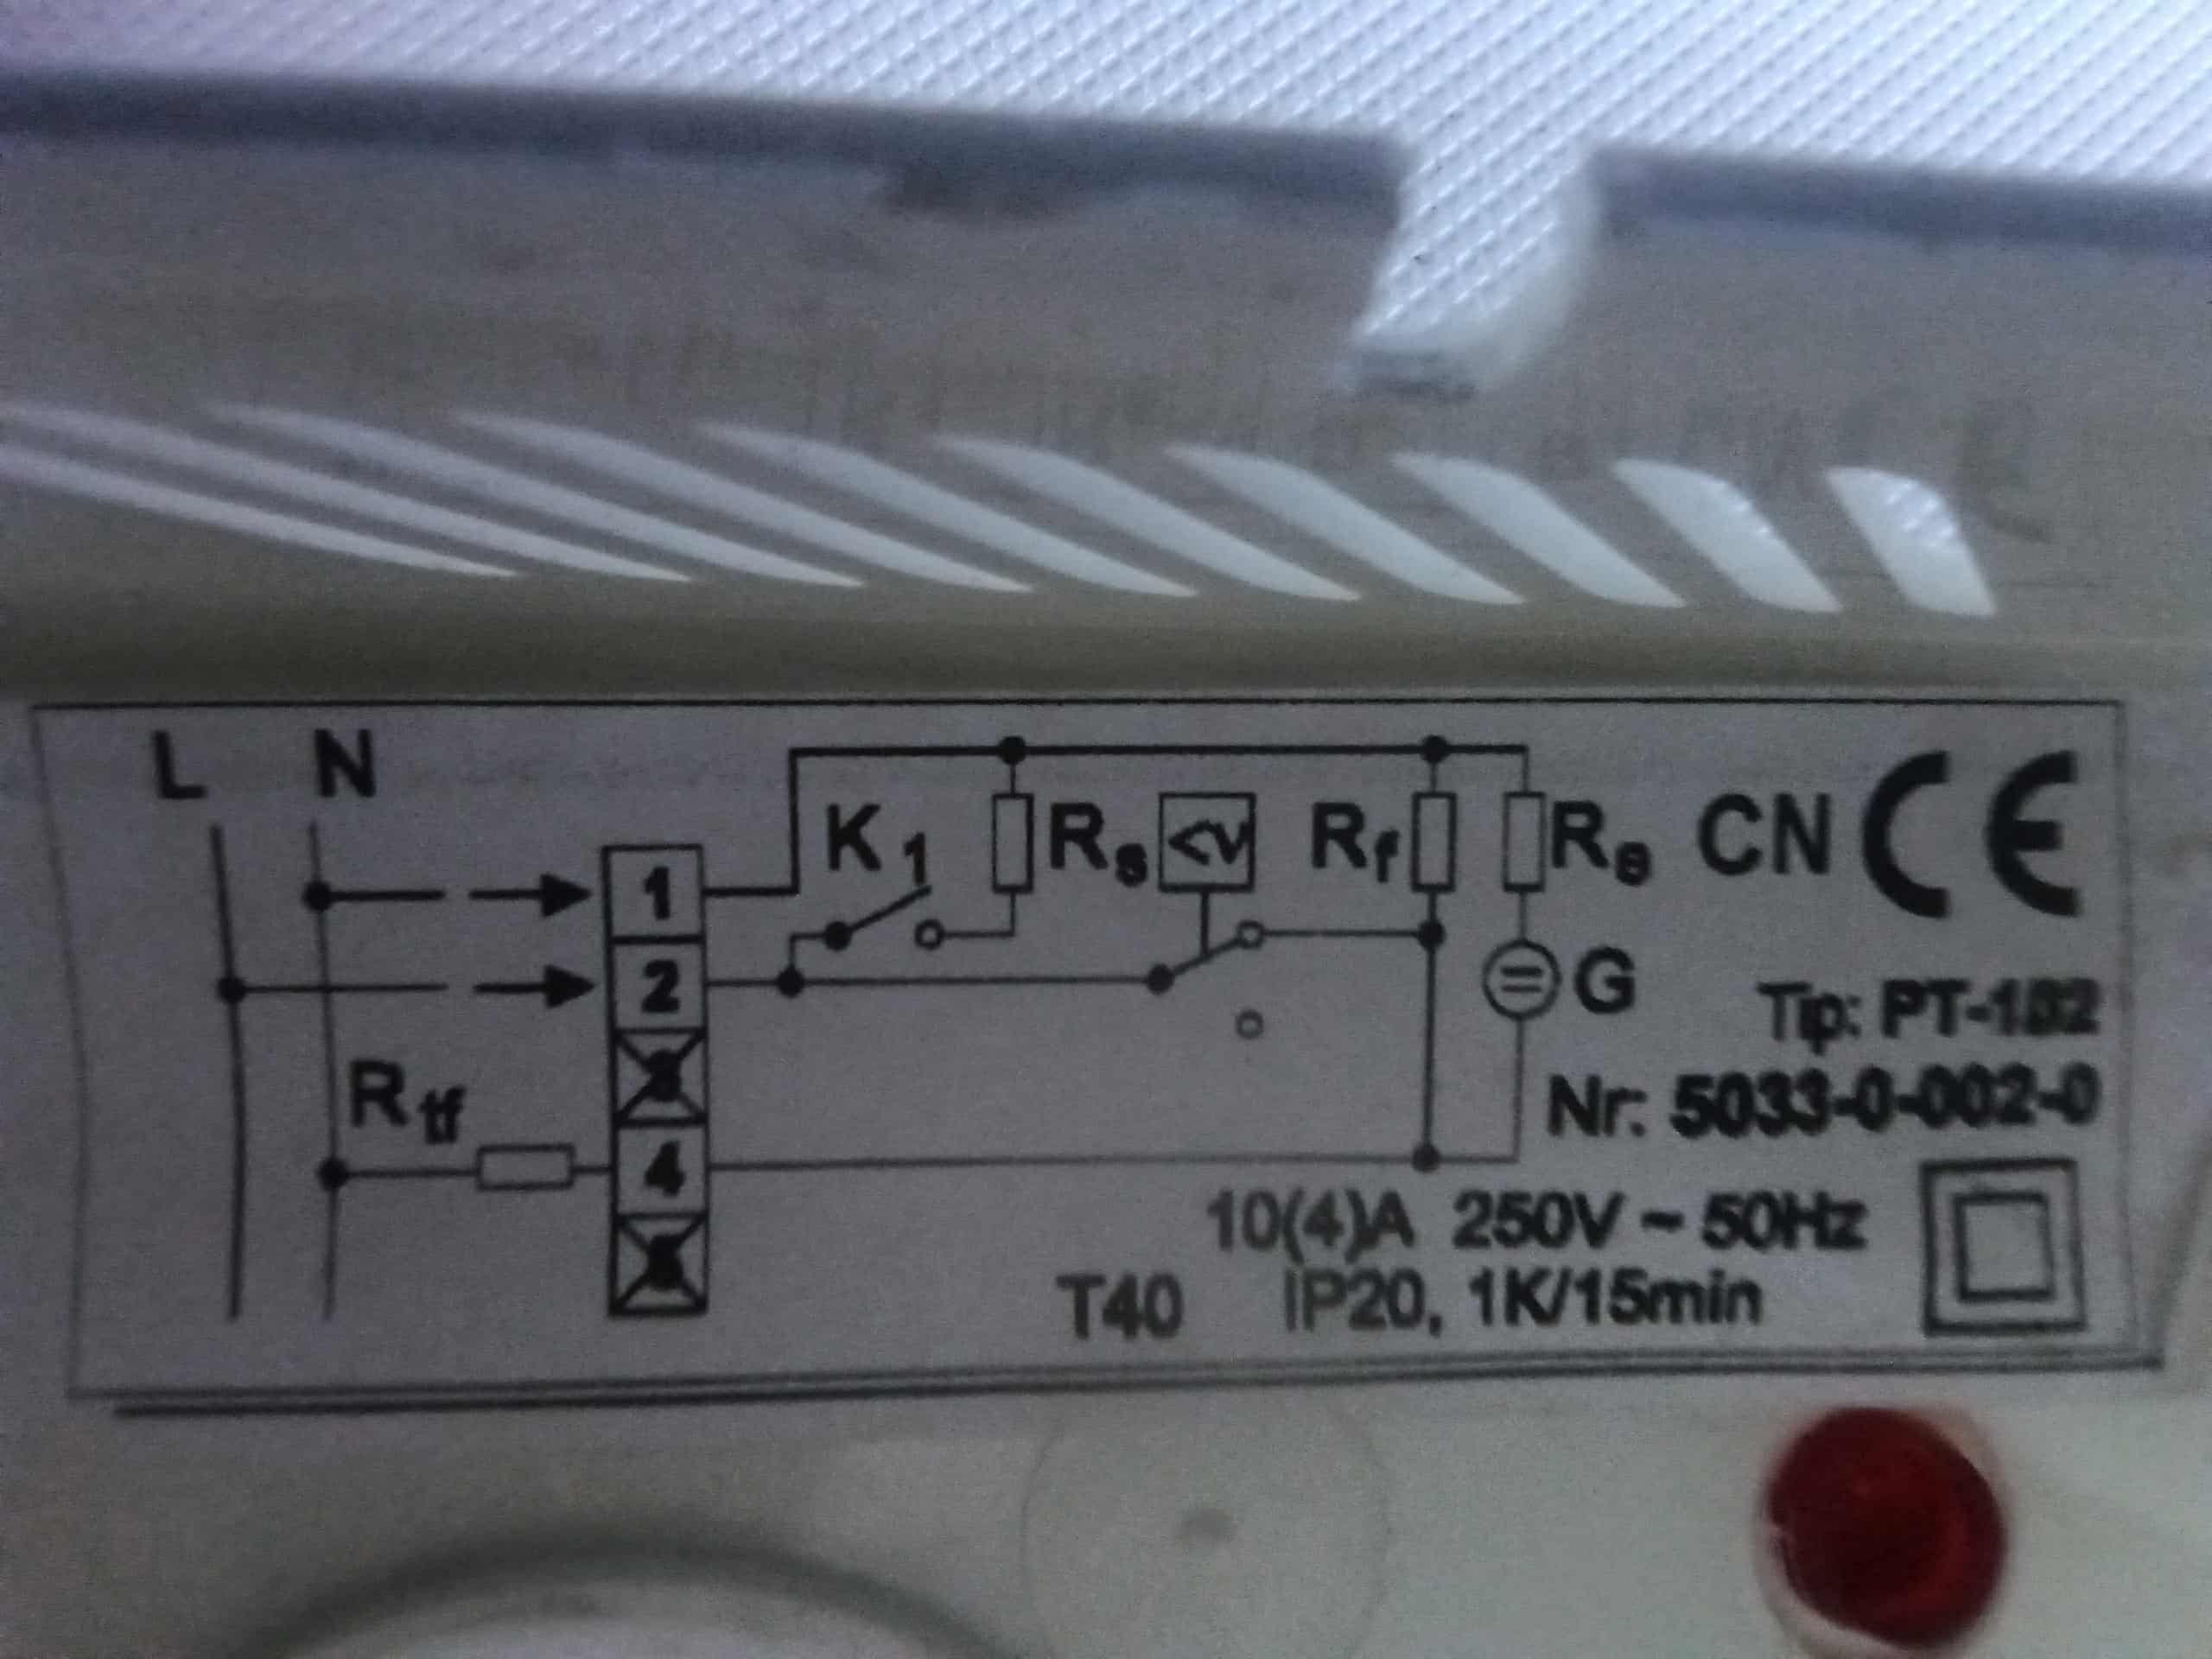 L N
K1 Rs <v Rf Re CN CE
1
2
G
Tip: PT-102
Rtf
Nr: 5033-0-002-0
4
10(4)A 250V ~ 50Hz
T40 IP20, 1K/15min